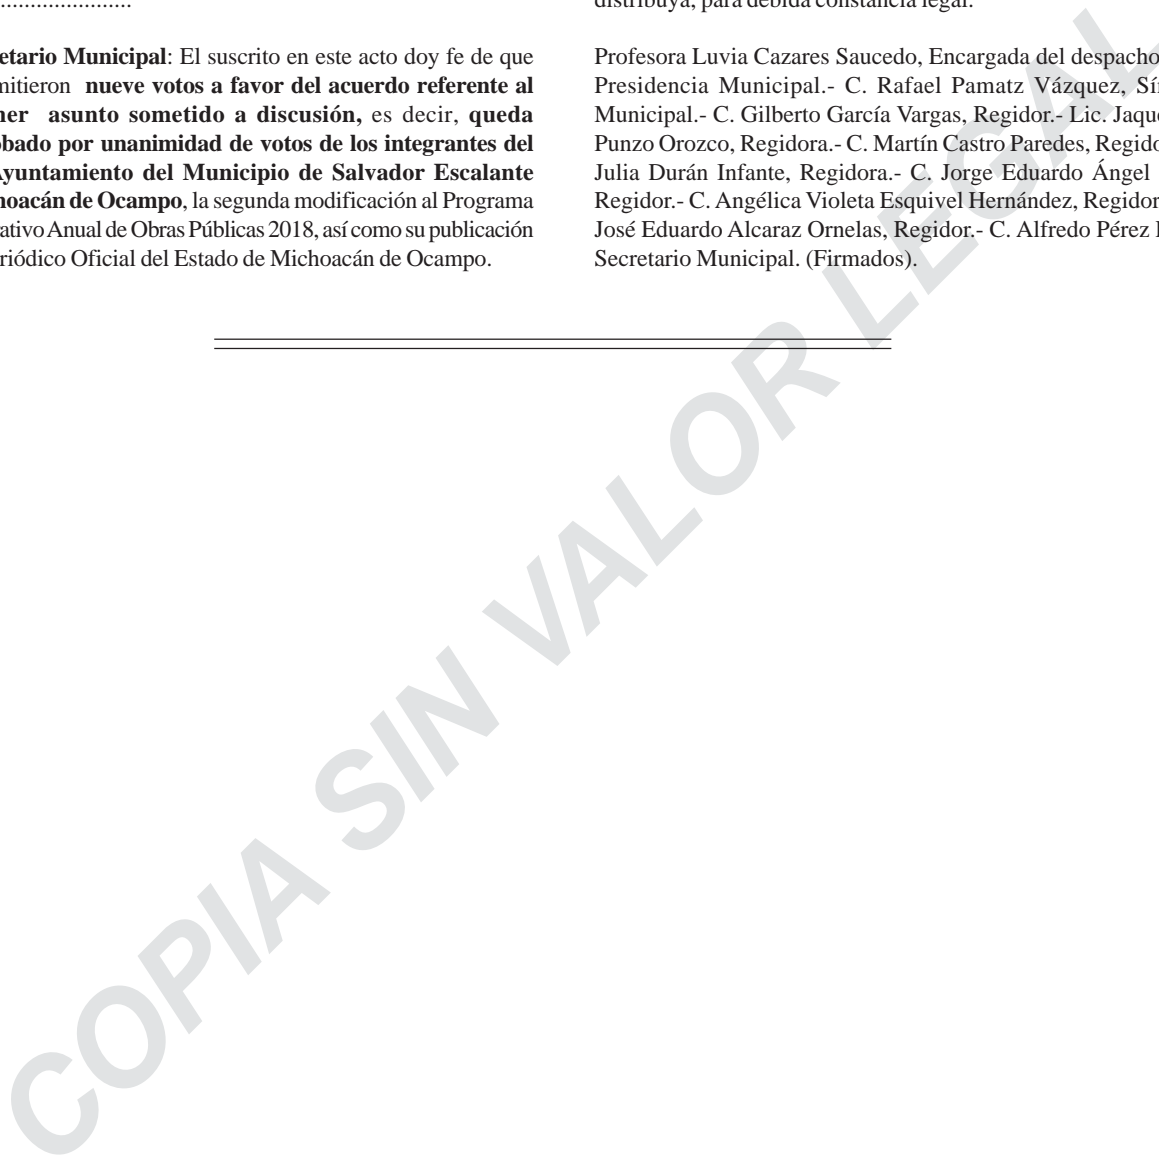 ......................
etario Municipal: El suscrito en este acto doy fe de que
mitieron nueve votos a favor del acuerdo referente al
ner asunto sometido a discusión, es decir, queda
bado por unanimidad de votos de los integrantes del
Ayuntamiento del Municipio de Salvador Escalante
hoacán de Ocampo, la segunda modificación al Programa
rativo Anual de Obras Públicas 2018, así como su publicación
riódico Oficial del Estado de Michoacán de Ocampo.
distribuya, para debida constancia legal.
Profesora Luvia Cazares Saucedo, Encargada del despacho
Presidencia Municipal.- C. Rafael Pamatz Vázquez, Sín
Municipal.- C. Gilberto García Vargas, Regidor.- Lic. Jaque
Punzo Orozco, Regidora.- C. Martín Castro Paredes, Regido
Julia Durán Infante, Regidora.- C. Jorge Eduardo Ángel
Regidor.- C. Angélica Violeta Esquivel Hernández, Regidor
José Eduardo Alcaraz Ornelas, Regidor.- C. Alfredo Pérez
Secretario Municipal. (Firmados).
COPIA SIN VALOR LEGAL